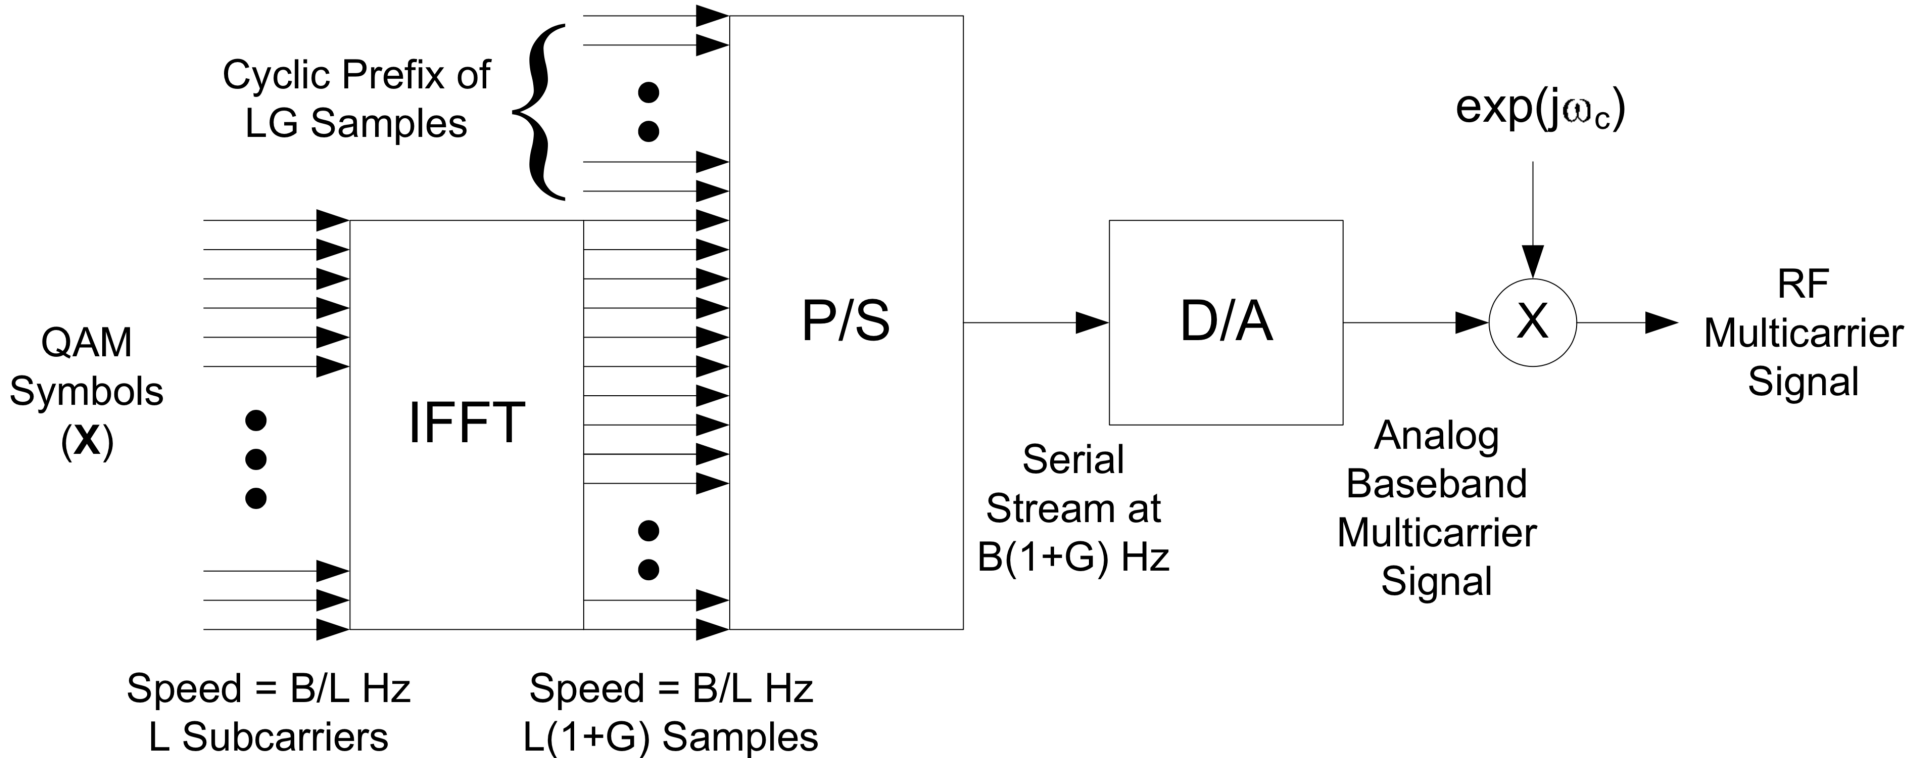 Cyclic Prefix of
LG Samples
QAM
Symbols
(X)
IFFT
P/S
D/A
exp(jω_c)
X
RF
Multicarrier
Signal
Serial
Stream at
B(1+G) Hz
Analog
Baseband
Multicarrier
Signal
Speed = B/L Hz
L Subcarriers
Speed = B/L Hz
L(1+G) Samples